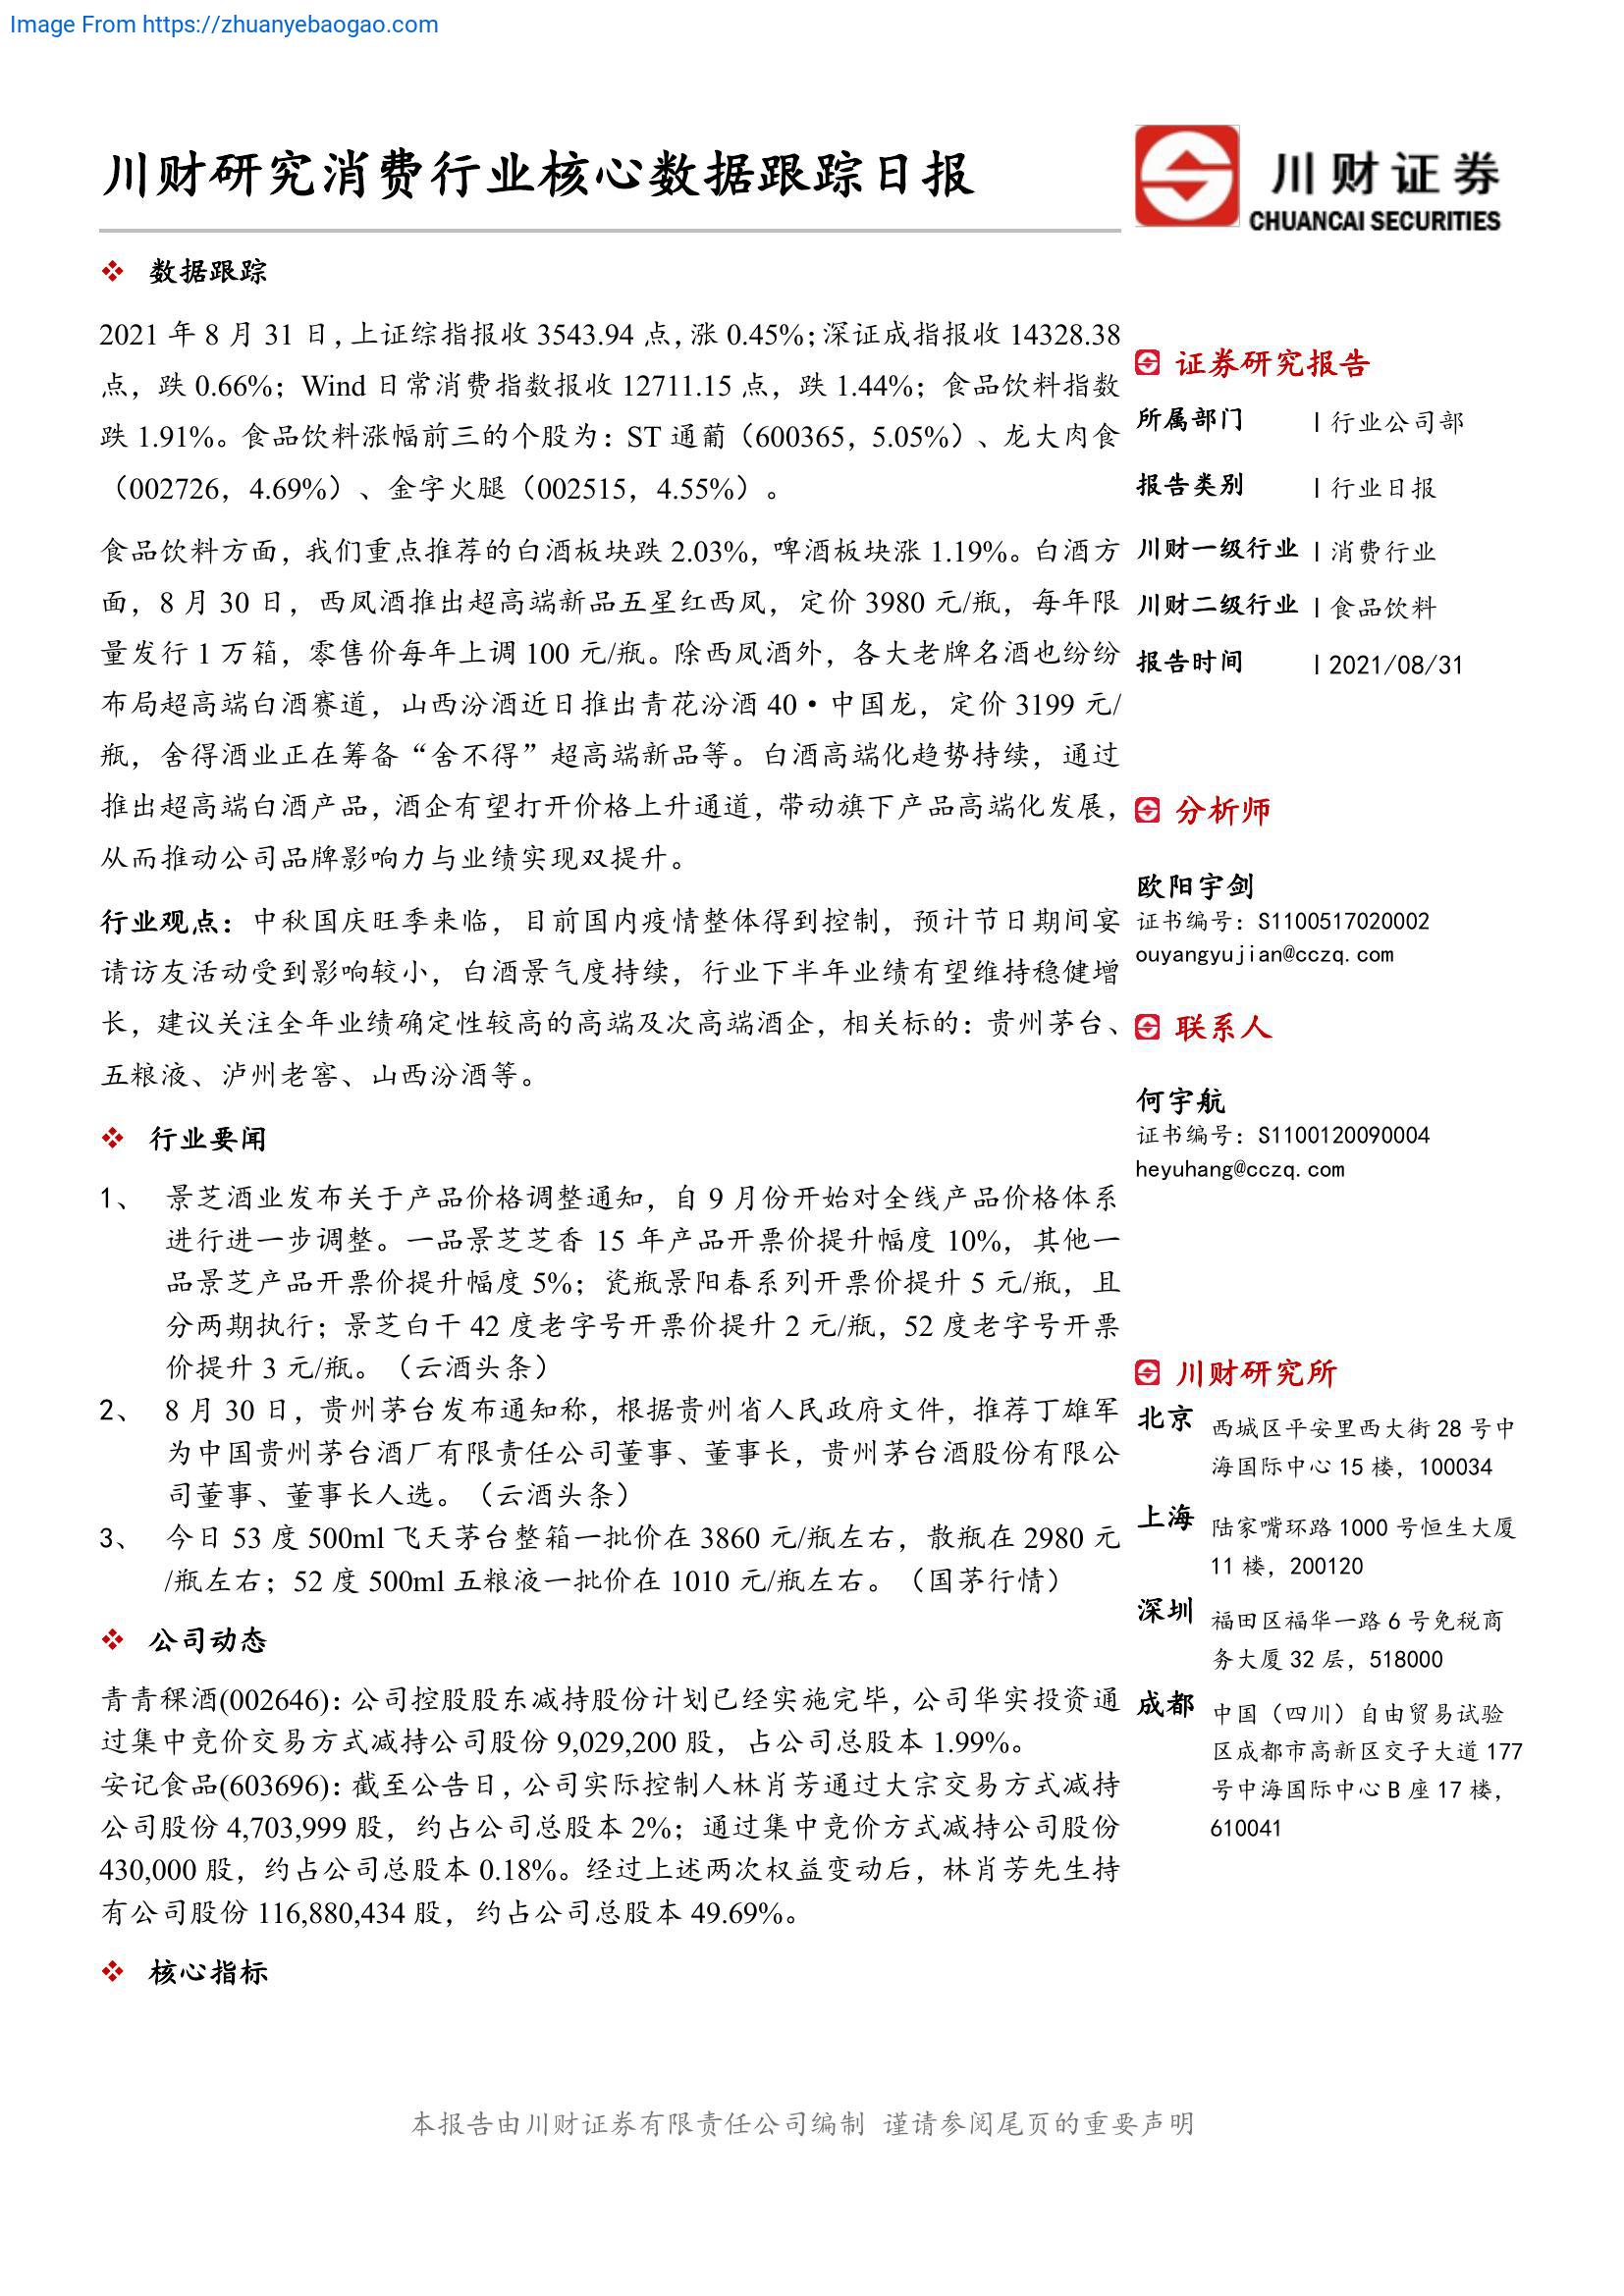 Image From https://zhuanyebaogao.com
川财研究消费行业核心数据跟踪日报
川财证券
CHUANCAI SECURITIES
❖ 数据跟踪
2021 年 8 月 31 日，上证综指报收 3543.94 点，涨 0.45%；深证成指报收 14328.38
点，跌 0.66%；Wind 日常消费指数报收 12711.15 点，跌 1.44%；食品饮料指数
跌 1.91%。食品饮料涨幅前三的个股为：ST 通葡（600365，5.05%）、龙大肉食
（002726，4.69%）、金字火腿（002515，4.55%）。
食品饮料方面，我们重点推荐的白酒板块跌 2.03%，啤酒板块涨 1.19%。白酒方
面，8 月 30 日，西凤酒推出超高端新品五星红西凤，定价 3980 元/瓶，每年限
量发行 1 万箱，零售价每年上调 100 元/瓶。除西凤酒外，各大老牌名酒也纷纷
布局超高端白酒赛道，山西汾酒近日推出青花汾酒 40·中国龙，定价 3199 元/
瓶，舍得酒业正在筹备“舍不得”超高端新品等。白酒高端化趋势持续，通过
推出超高端白酒产品，酒企有望打开价格上升通道，带动旗下产品高端化发展，
从而推动公司品牌影响力与业绩实现双提升。
行业观点：中秋国庆旺季来临，目前国内疫情整体得到控制，预计节日期间宴
请访友活动受到影响较小，白酒景气度持续，行业下半年业绩有望维持稳健增
长，建议关注全年业绩确定性较高的高端及次高端酒企，相关标的：贵州茅台、
五粮液、泸州老窖、山西汾酒等。
❖ 行业要闻
1、 景芝酒业发布关于产品价格调整通知，自 9 月份开始对全线产品价格体系
进行进一步调整。一品景芝芝香 15 年产品开票价提升幅度 10%，其他一
品景芝产品开票价提升幅度 5%；瓷瓶景阳春系列开票价提升 5 元/瓶，且
分两期执行；景芝白干 42 度老字号开票价提升 2 元/瓶，52 度老字号开票
价提升 3 元/瓶。（云酒头条）
2、 8 月 30 日，贵州茅台发布通知称，根据贵州省人民政府文件，推荐丁雄军
为中国贵州茅台酒厂有限责任公司董事、董事长，贵州茅台酒股份有限公
司董事、董事长人选。（云酒头条）
3、 今日 53 度 500ml 飞天茅台整箱一批价在 3860 元/瓶左右，散瓶在 2980 元
/瓶左右；52 度 500ml 五粮液一批价在 1010 元/瓶左右。（国茅行情）
❖ 公司动态
青青稞酒(002646)：公司控股股东减持股份计划已经实施完毕，公司华实投资通
过集中竞价交易方式减持公司股份 9,029,200 股，占公司总股本 1.99%。
安记食品(603696)：截至公告日，公司实际控制人林肖芳通过大宗交易方式减持
公司股份 4,703,999 股，约占公司总股本 2%；通过集中竞价方式减持公司股份
430,000 股，约占公司总股本 0.18%。经过上述两次权益变动后，林肖芳先生持
有公司股份 116,880,434 股，约占公司总股本 49.69%。
❖ 核心指标
证券研究报告
所属部门 | 行业公司部
报告类别 | 行业日报
川财一级行业 | 消费行业
川财二级行业 | 食品饮料
报告时间 | 2021/08/31
分析师
欧阳宇剑
证书编号：S1100517020002
ouyangyujian@cczq.com
联系人
何宇航
证书编号：S1100120090004
heyuhang@cczq.com
川财研究所
北京 西城区平安里西大街 28 号中
海国际中心 15 楼，100034
上海 陆家嘴环路 1000 号恒生大厦
11 楼，200120
深圳 福田区福华一路 6 号免税商
务大厦 32 层，518000
成都 中国（四川）自由贸易试验
区成都市高新区交子大道 177
号中海国际中心 B 座 17 楼，
610041
本报告由川财证券有限责任公司编制 谨请参阅尾页的重要声明